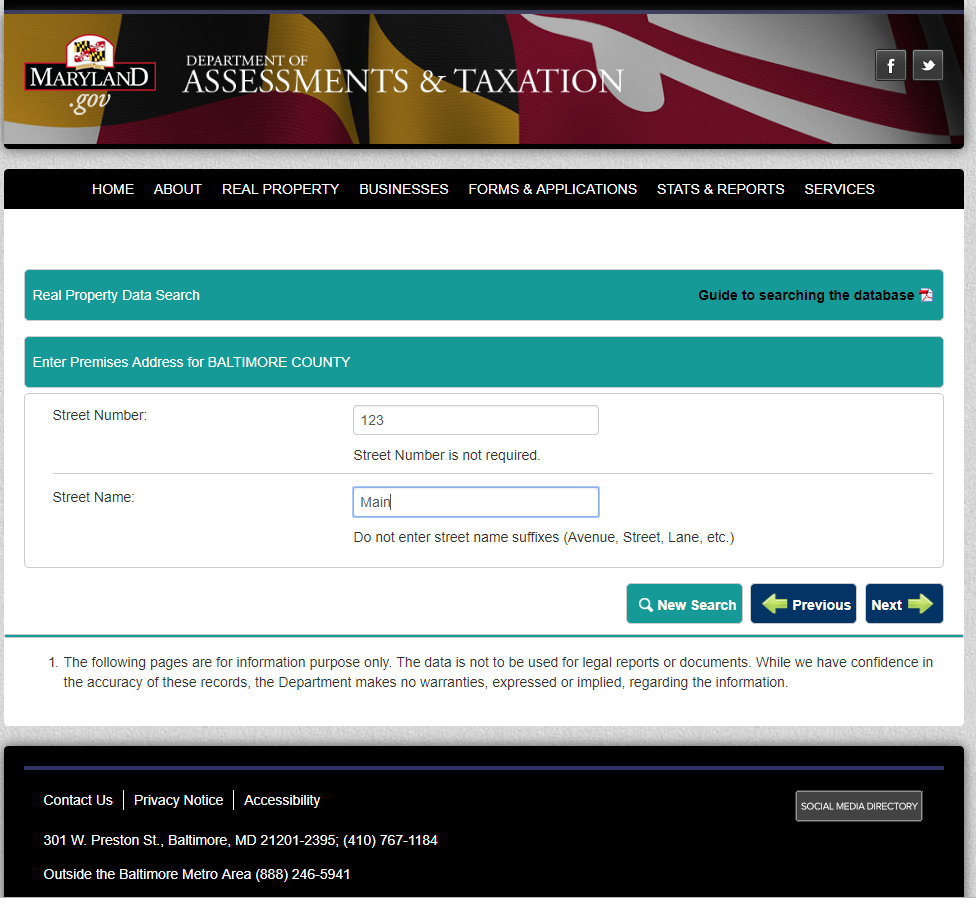 MARYLAND
.gov
DEPARTMENT OF
ASSESSMENTS & TAXATION
f
HOME ABOUT REAL PROPERTY BUSINESSES FORMS & APPLICATIONS STATS & REPORTS SERVICES
Real Property Data Search Guide to searching the database
Enter Premises Address for BALTIMORE COUNTY
Street Number: 123
Street Number is not required.
Street Name: Main
Do not enter street name suffixes (Avenue, Street, Lane, etc.)
New Search Previous Next
1. The following pages are for information purpose only. The data is not to be used for legal reports or documents. While we have confidence in
the accuracy of these records, the Department makes no warranties, expressed or implied, regarding the information.
Contact Us Privacy Notice Accessibility
SOCIAL MEDIA DIRECTORY
301 W. Preston St., Baltimore, MD 21201-2395; (410) 767-1184
Outside the Baltimore Metro Area (888) 246-5941